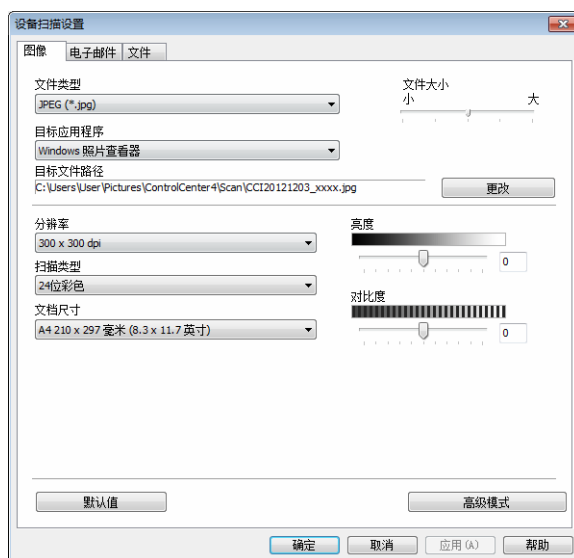 设备扫描设置
图像 电子邮件 文件
文件类型 文件大小
小 大
JPEG (*.jpg)
目标应用程序
Windows 照片查看器
目标文件路径
C:\Users\User\Pictures\ControlCenter4\Scan\CCI20121203_xxxx.jpg 更改
分辨率 亮度
300 x 300 dpi
0
扫描类型
24位彩色
文档尺寸 对比度
A4 210 x 297 毫米 (8.3 x 11.7 英寸) 0
默认值 高级模式
确定 取消 应用(A) 帮助